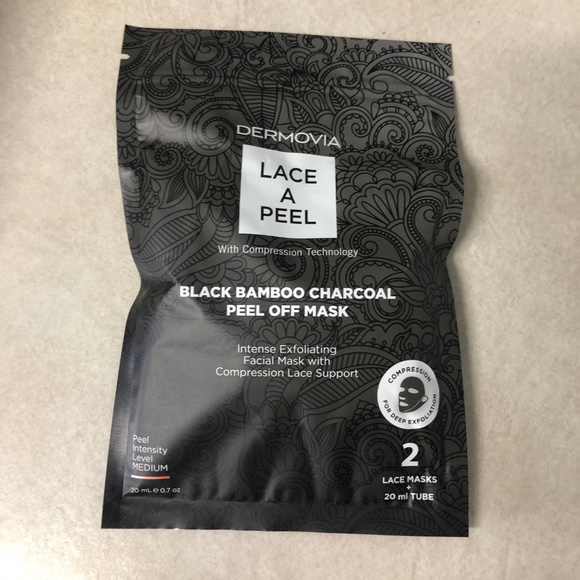 DERMOVIA
LACE
A
PEEL
With Compression Technology
BLACK BAMBOO CHARCOAL
PEEL OFF MASK
Intense Exfoliating
Facial Mask with
Compression Lace Support
COMPRESSION
FOR DEEP EXFOLIATION
Peel
Intensity
Level
MEDIUM
20 mL e 0.7 oz
2
LACE MASKS
+
20 ml TUBE